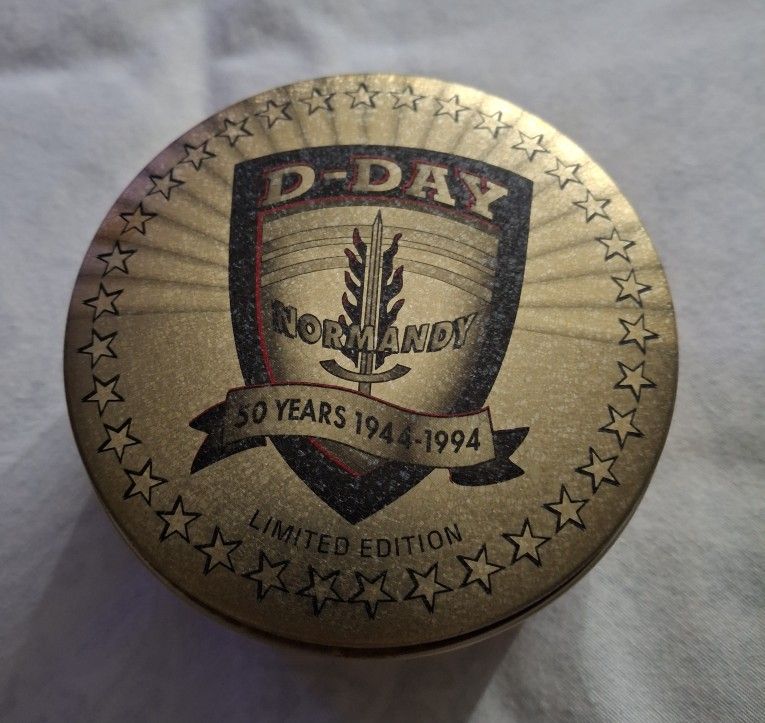 D-DAY
NORMANDY
50 YEARS 1944-1994
LIMITED EDITION